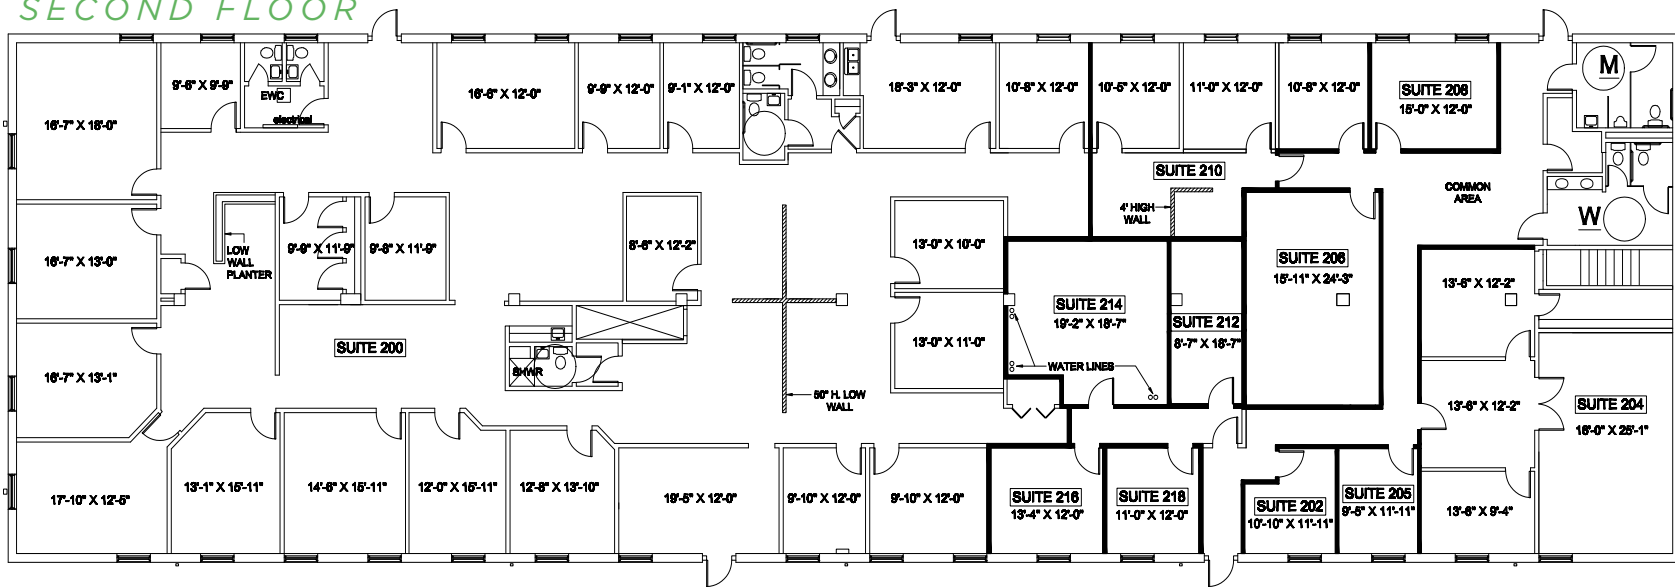 SECOND FLOOR
16'-7" X 18'-0"
9'-6" X 9'-9"
EWC
electrical
16'-6" X 12'-0"
9'-9" X 12'-0"
9'-1" X 12'-0"
18'-3" X 12'-0"
10'-8" X 12'-0"
10'-5" X 12'-0"
11'-0" X 12'-0"
10'-8" X 12'-0"
SUITE 208
15'-0" X 12'-0"
M
SUITE 210
COMMON
AREA
4' HIGH
WALL
W
16'-7" X 13'-0"
LOW
WALL
PLANTER
9'-9" X 11'-9"
9'-8" X 11'-9"
8'-6" X 12'-2"
13'-0" X 10'-0"
SUITE 206
15'-11" X 24'-3"
13'-6" X 12'-2"
SUITE 214
19'-2" X 18'-7"
SUITE 212
8'-7" X 18'-7"
SUITE 200
13'-0" X 11'-0"
WATER LINES
16'-7" X 13'-1"
SHWR
60" H. LOW
WALL
13'-6" X 12'-2"
SUITE 204
16'-0" X 25'-1"
17'-10" X 12'-5"
13'-1" X 15'-11"
14'-6" X 15'-11"
12'-0" X 15'-11"
12'-8" X 13'-10"
19'-5" X 12'-0"
9'-10" X 12'-0"
9'-10" X 12'-0"
SUITE 216
13'-4" X 12'-0"
SUITE 218
11'-0" X 12'-0"
SUITE 202
10'-10" X 11'-11"
SUITE 205
9'-5" X 11'-11"
13'-6" X 9'-4"